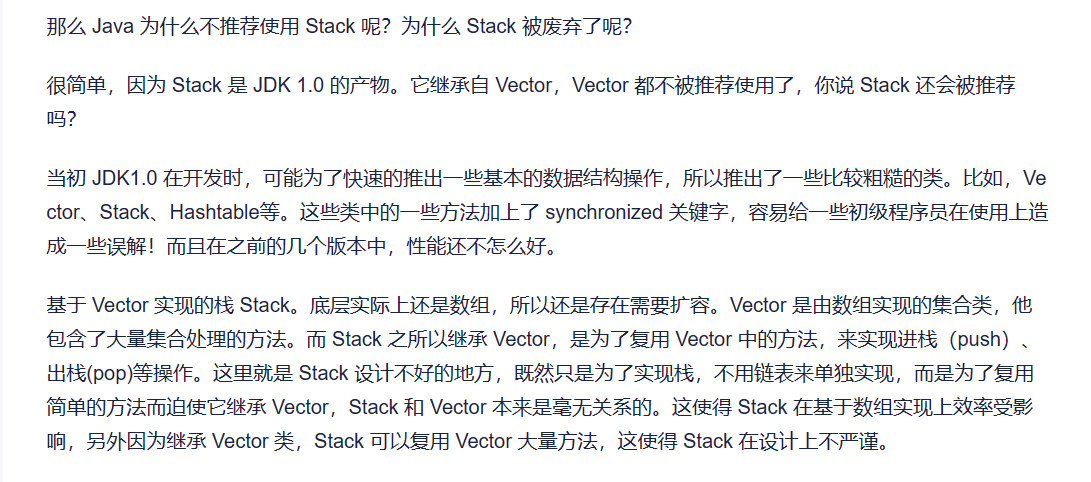 那么 Java 为什么不推荐使用 Stack 呢？为什么 Stack 被废弃了呢？
很简单，因为 Stack 是 JDK 1.0 的产物。它继承自 Vector，Vector 都不被推荐使用了，你说 Stack 还会被推荐
吗？
当初 JDK1.0 在开发时，可能为了快速的推出一些基本的数据结构操作，所以推出了一些比较粗糙的类。比如，Ve
ctor、Stack、Hashtable等。这些类中的一些方法加上了 synchronized 关键字，容易给一些初级程序员在使用上造
成一些误解！而且在之前的几个版本中，性能还不怎么好。
基于 Vector 实现的栈 Stack。底层实际上还是数组，所以还是存在需要扩容。Vector 是由数组实现的集合类，他
包含了大量集合处理的方法。而 Stack 之所以继承 Vector，是为了复用 Vector 中的方法，来实现进栈（push）、
出栈(pop)等操作。这里就是 Stack 设计不好的地方，既然只是为了实现栈，不用链表来单独实现，而是为了复用
简单的方法而迫使它继承 Vector，Stack 和 Vector 本来是毫无关系的。这使得 Stack 在基于数组实现上效率受影
响，另外因为继承 Vector 类，Stack 可以复用 Vector 大量方法，这使得 Stack 在设计上不严谨。